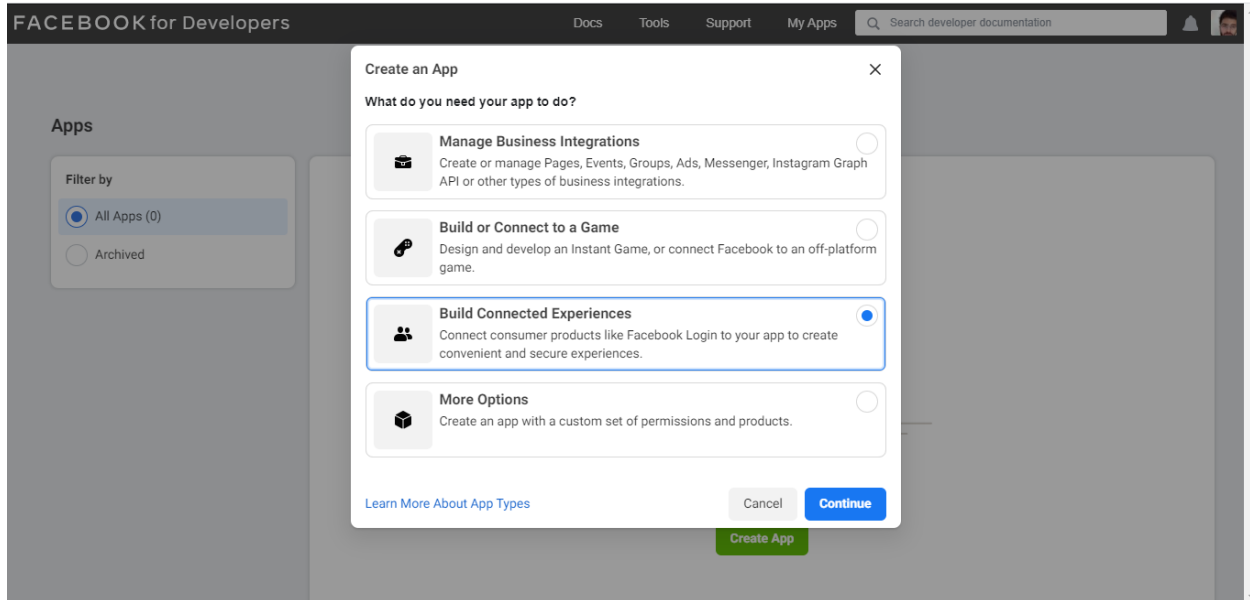 FACEBOOK for Developers
Docs
Tools
Support
My Apps
Search developer documentation
Apps
Filter by
All Apps (0)
Archived
Create an App
What do you need your app to do?
Manage Business Integrations
Create or manage Pages, Events, Groups, Ads, Messenger, Instagram Graph
API or other types of business integrations.
Build or Connect to a Game
Design and develop an Instant Game, or connect Facebook to an off-platform
game.
Build Connected Experiences
Connect consumer products like Facebook Login to your app to create
convenient and secure experiences.
More Options
Create an app with a custom set of permissions and products.
Learn More About App Types
Cancel
Continue
Create App